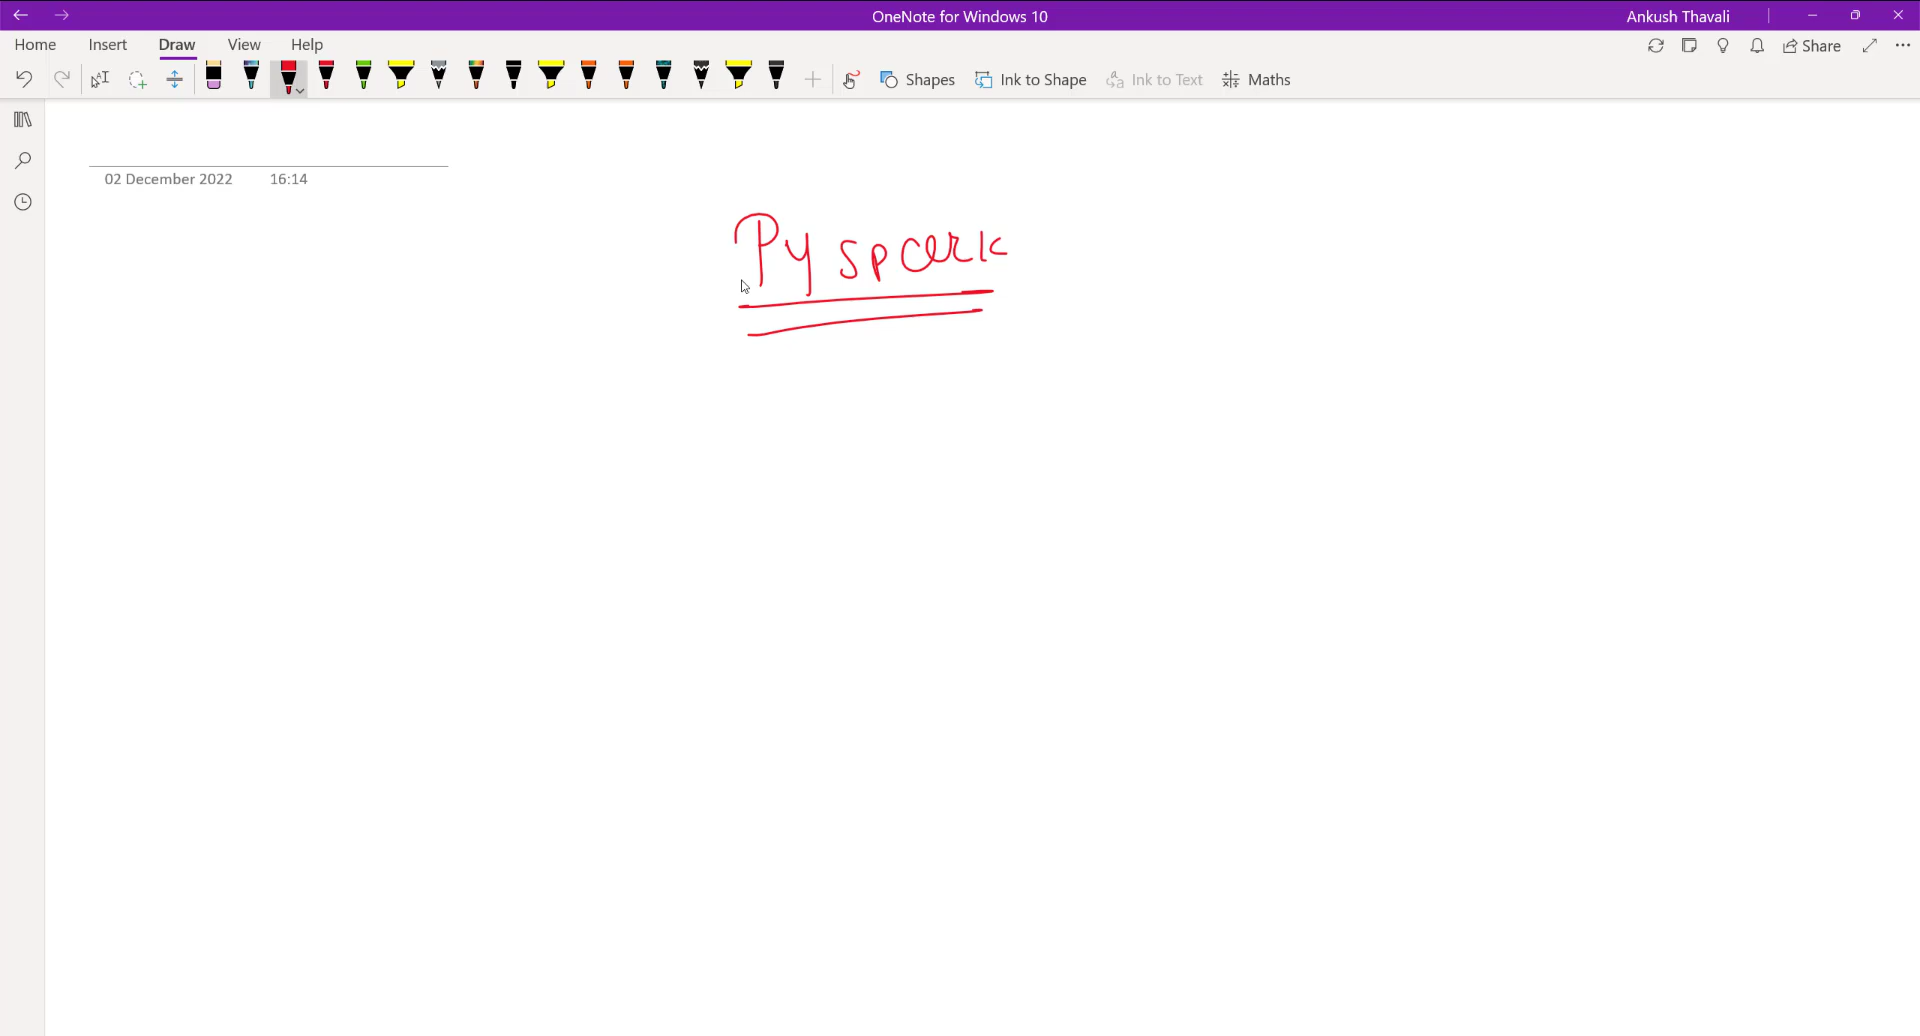 OneNote for Windows 10
Ankush Thavali
Home Insert Draw View Help
Share
Shapes Ink to Shape Ink to Text Maths
02 December 2022 16:14
Py spark